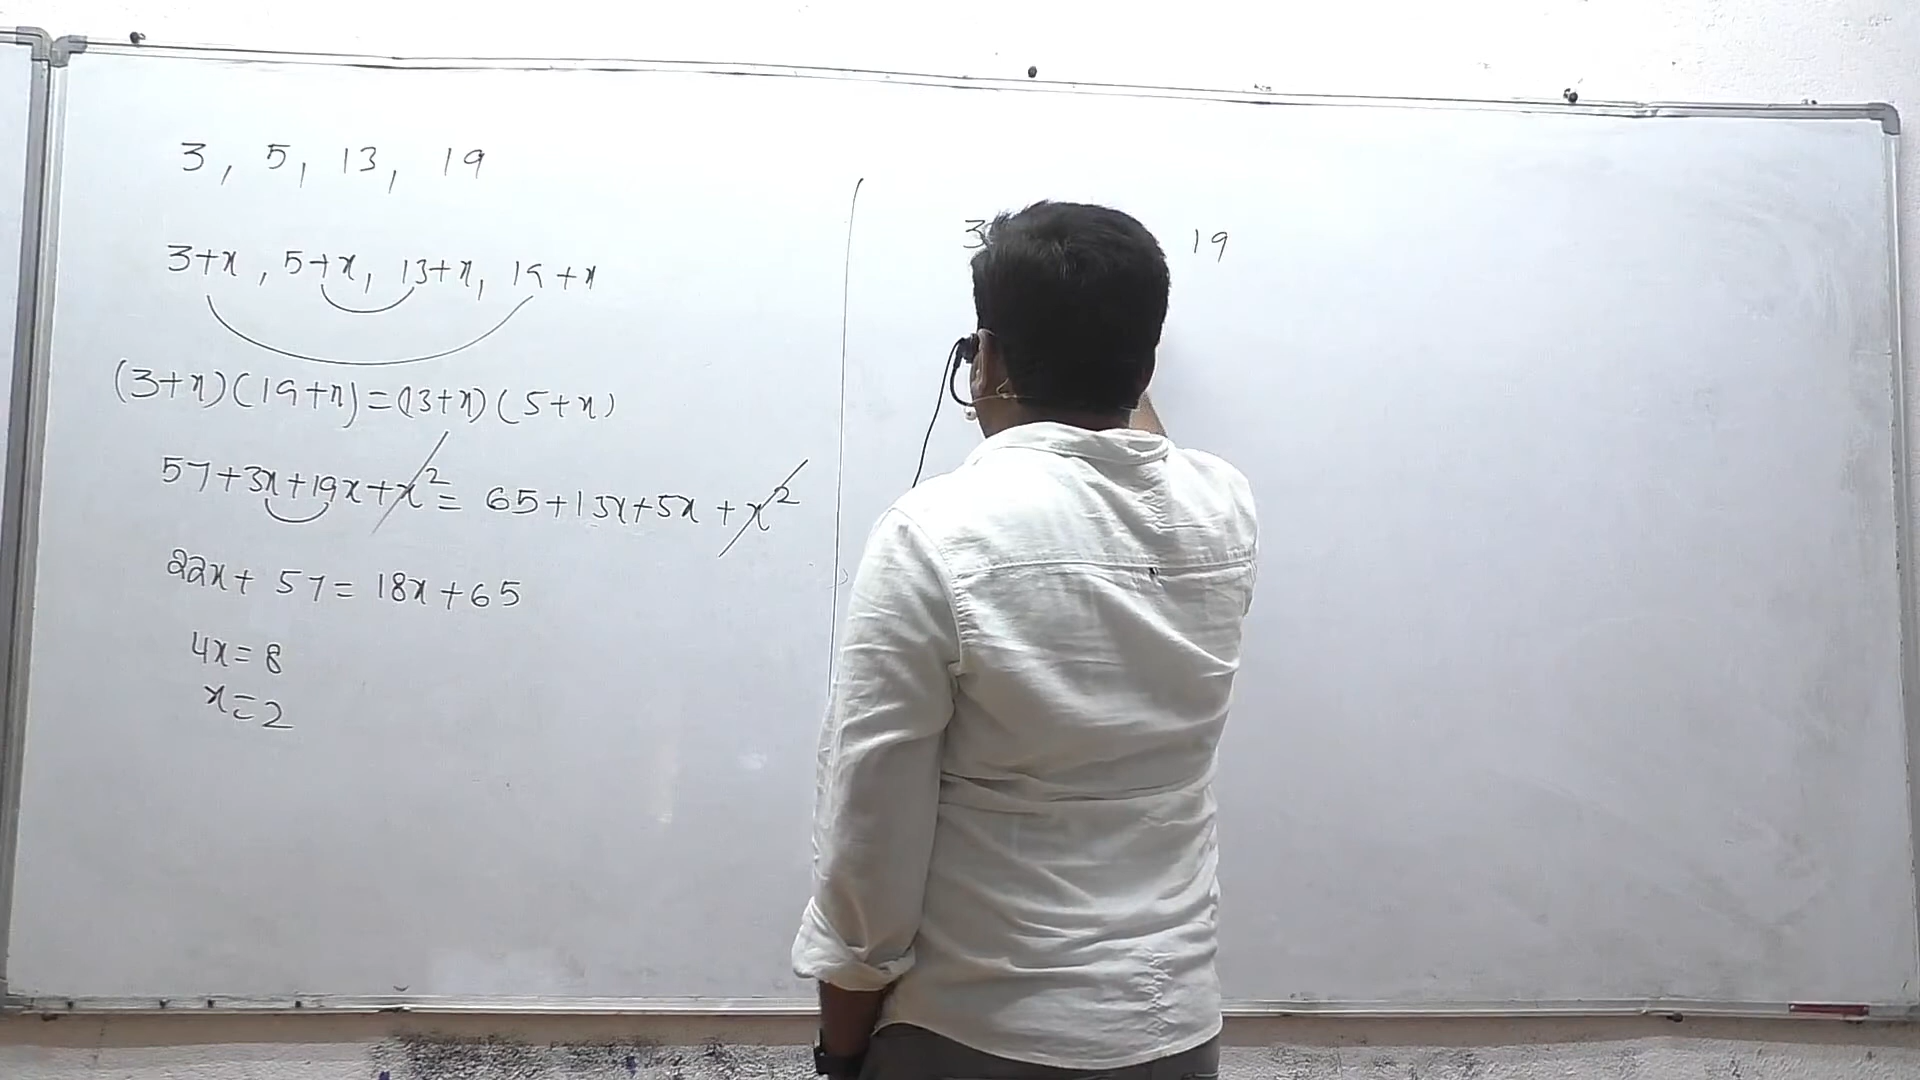 3, 5, 13, 19
3+x, 5+x, 13+x, 19+x
(3+x)(19+x)=(13+x)(5+x)
57+3x+19x+x²= 65+13x+5x+x²
22x+57=18x+65
4x=8
x=2
3 19